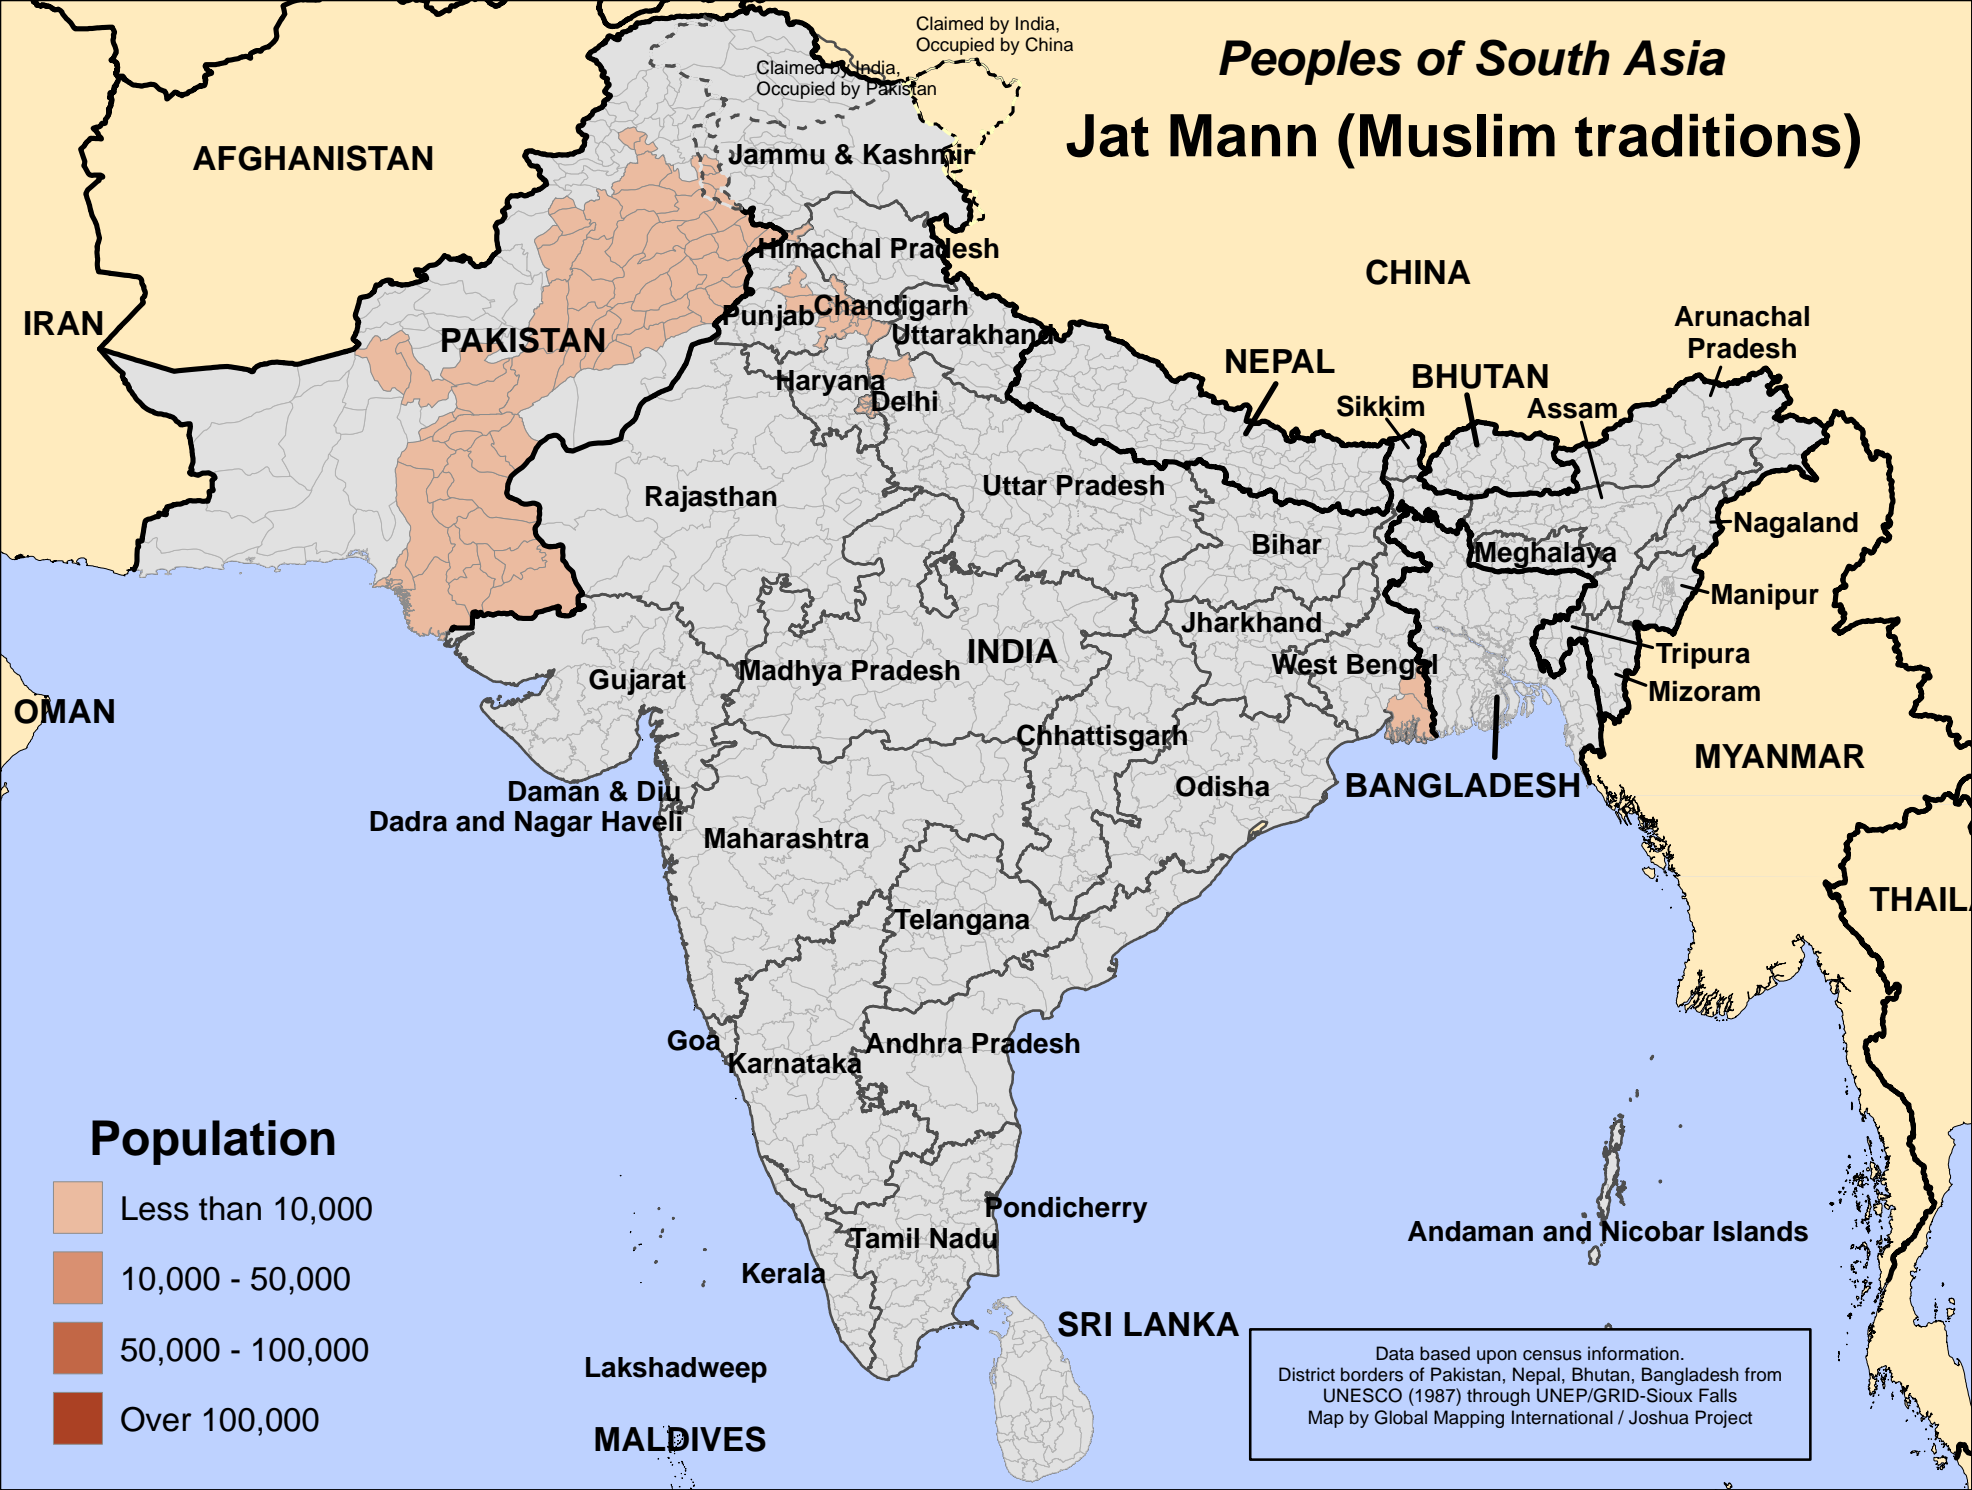 Claimed by India,
Occupied by China
Peoples of South Asia
Claimed by India,
Occupied by Pakistan
Jat Mann (Muslim traditions)
AFGHANISTAN
Jammu & Kashmir
Himachal Pradesh
CHINA
IRAN
PAKISTAN
Punjab
Chandigarh
Uttarakhand
Arunachal
Pradesh
NEPAL
BHUTAN
Haryana
Delhi
Sikkim
Assam
Rajasthan
Uttar Pradesh
Bihar
Nagaland
Meghalaya
Manipur
Jharkhand
INDIA
Tripura
Gujarat
Madhya Pradesh
West Bengal
Mizoram
OMAN
Chhattisgarh
MYANMAR
Daman & Diu
Odisha
BANGLADESH
Dadra and Nagar Haveli
Maharashtra
THAIL
Telangana
Goa
Karnataka
Andhra Pradesh
Population
Less than 10,000
10,000 - 50,000
50,000 - 100,000
Over 100,000
Pondicherry
Tamil Nadu
Andaman and Nicobar Islands
Kerala
SRI LANKA
Lakshadweep
MALDIVES
Data based upon census information.
District borders of Pakistan, Nepal, Bhutan, Bangladesh from
UNESCO (1987) through UNEP/GRID-Sioux Falls
Map by Global Mapping International / Joshua Project